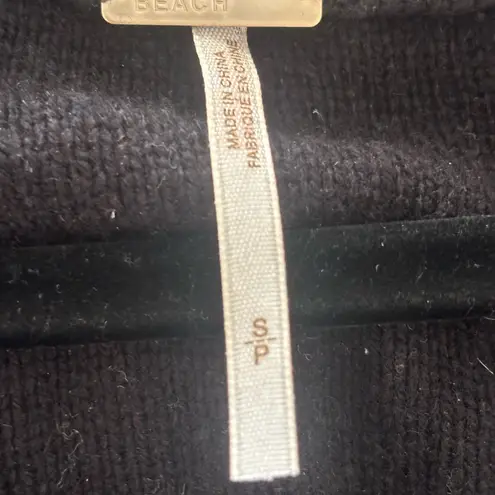 BEACH
MADE IN CHINA
FABRIQUÉ EN CHINE
S
P